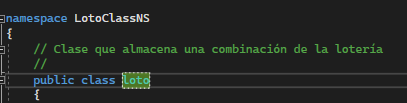 namespace LotoClassNS
{
// Clase que almacena una combinación de la lotería
//
public class loto
{